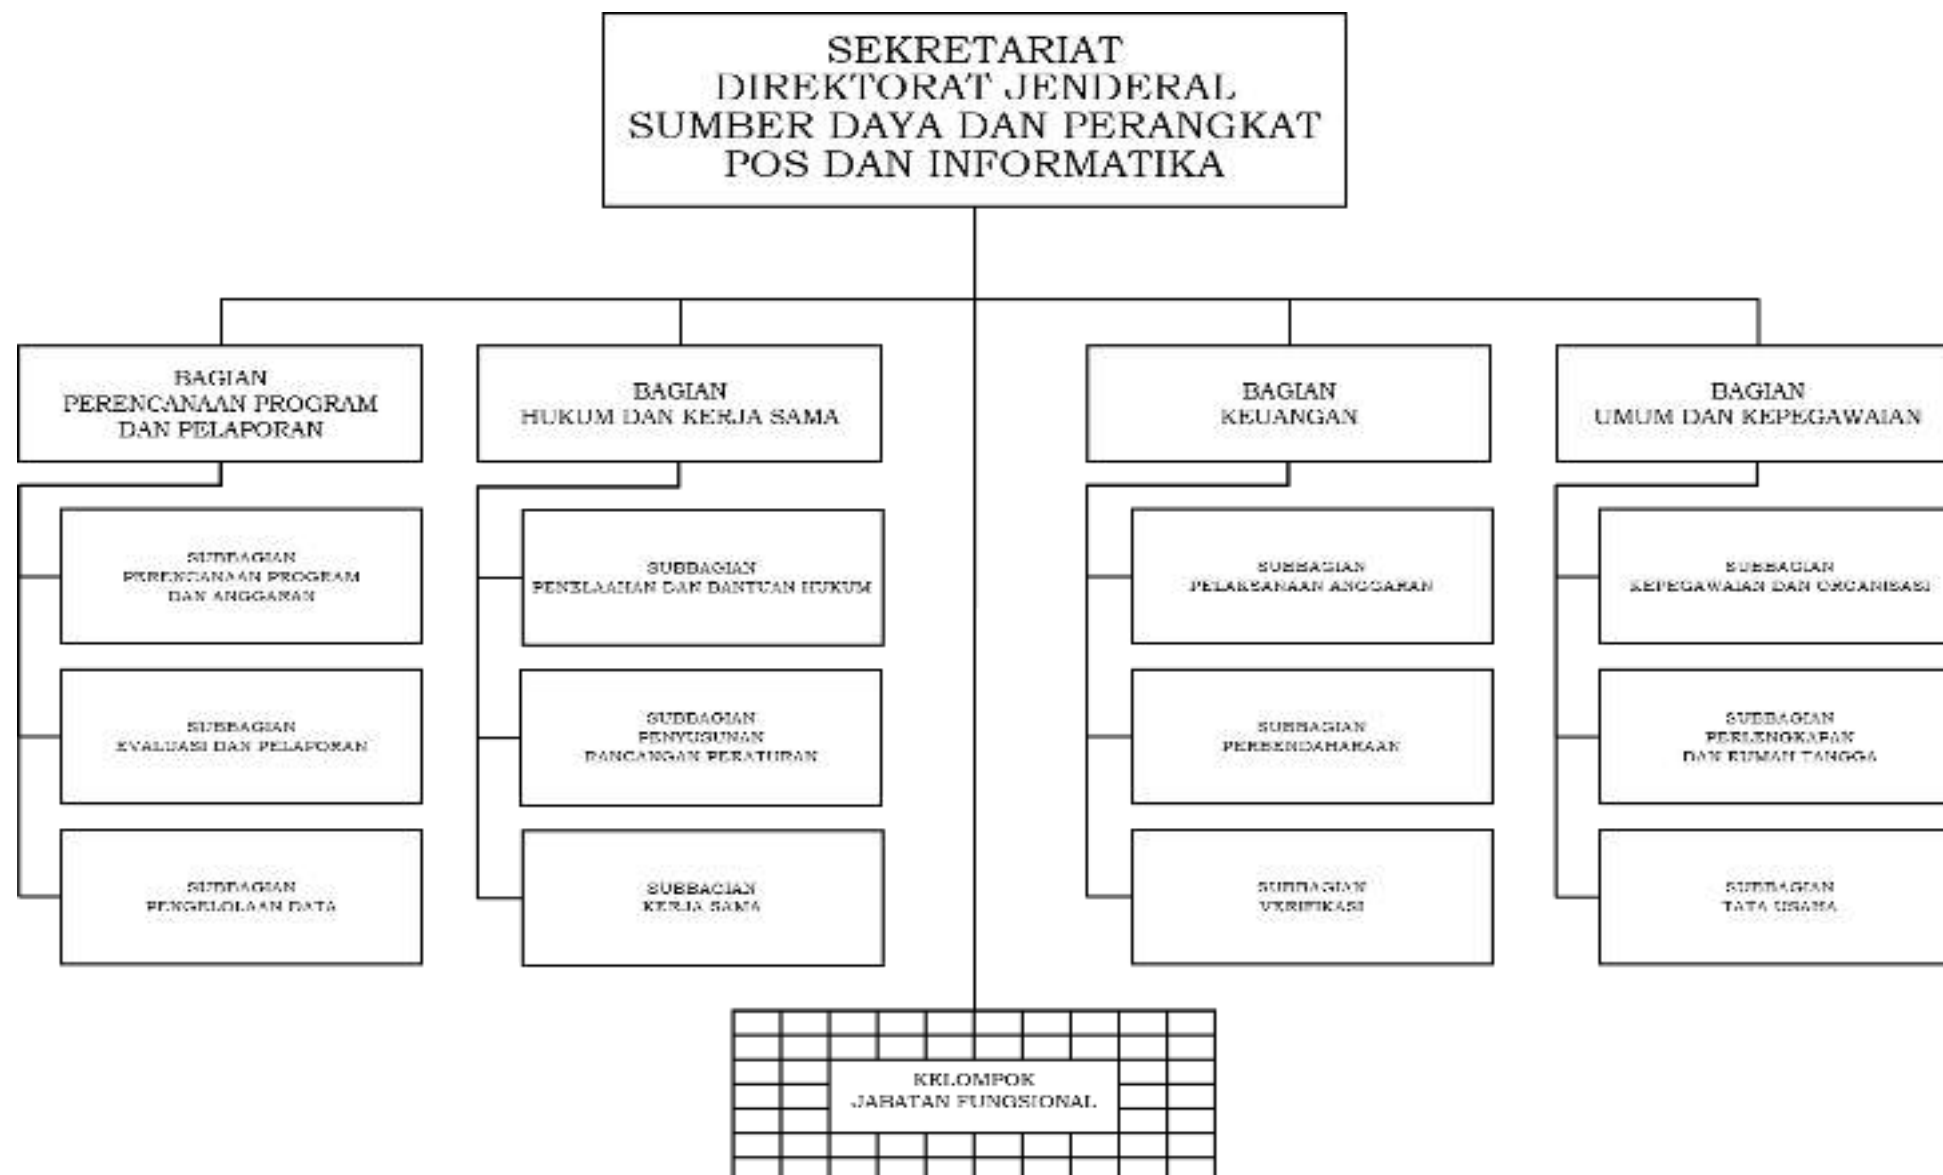 SEKRETARIAT
DIREKTORAT JENDERAL
SUMBER DAYA DAN PERANGKAT
POS DAN INFORMATIKA
BAGIAN
PERENCANAAN PROGRAM
DAN PELAPORAN
SUBBAGIAN
PERENCANAAN PROGRAM
DAN ANGGARAN
SUBBAGIAN
EVALUASI DAN PELAPORAN
SUBBAGIAN
PENGELOLAAN DATA
BAGIAN
HUKUM DAN KERJA SAMA
SUBBAGIAN
PENELAAHAN DAN BANTUAN HUKUM
SUBBAGIAN
PENYUSUNAN
RANCANGAN PERATURAN
SUBBAGIAN
KERJA SAMA
BAGIAN
KEUANGAN
SUBBAGIAN
PELAKSANAAN ANGGARAN
SUBBAGIAN
PERBENDAHARAAN
SUBBAGIAN
VERIFIKASI
BAGIAN
UMUM DAN KEPEGAWAIAN
SUBBAGIAN
KEPEGAWAIAN DAN ORGANISASI
SUBBAGIAN
PERLENGKAPAN
DAN RUMAH TANGGA
SUBBAGIAN
TATA USAHA
KELOMPOK
JABATAN FUNGSIONAL